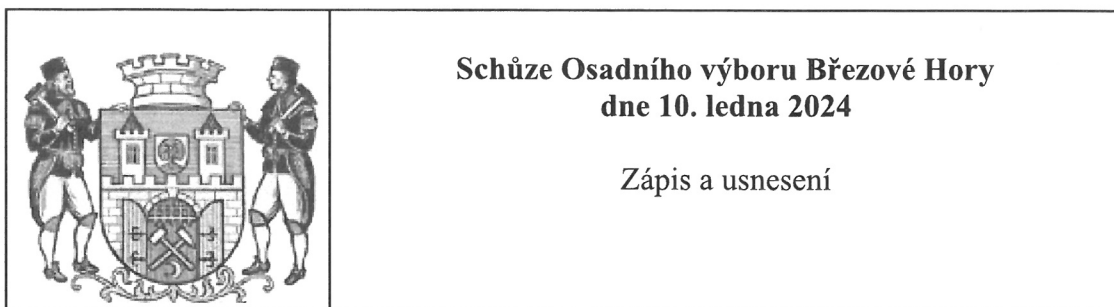 Schůze Osadního výboru Březové Hory
dne 10. ledna 2024
Zápis a usnesení